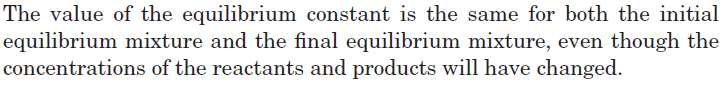 The value of the equilibrium constant is the same for both the initial
equilibrium mixture and the final equilibrium mixture, even though the
concentrations of the reactants and products will have changed.